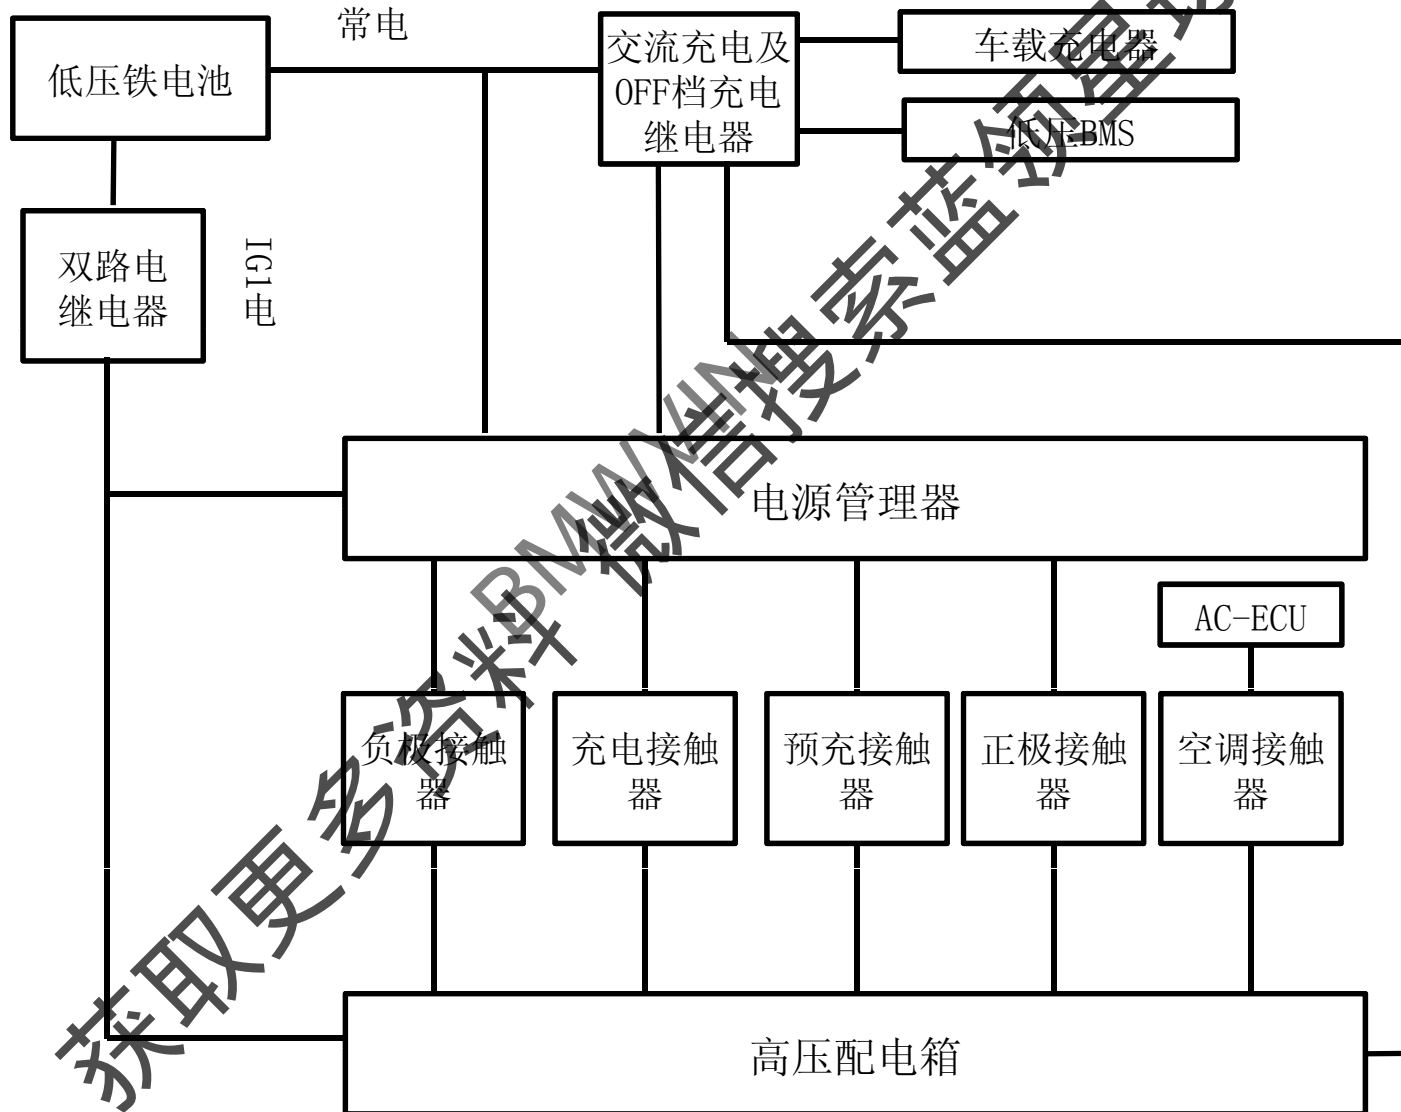 常电
低压铁电池
交流充电及
OFF档充电
继电器
车载充电器
低压BMS
双路电
继电器
IG1电
电源管理器
AC-ECU
负极接触
器
充电接触
器
预充接触
器
正极接触
器
空调接触
器
高压配电箱
获取更多资料 微信搜索蓝领星球
BMWVIN